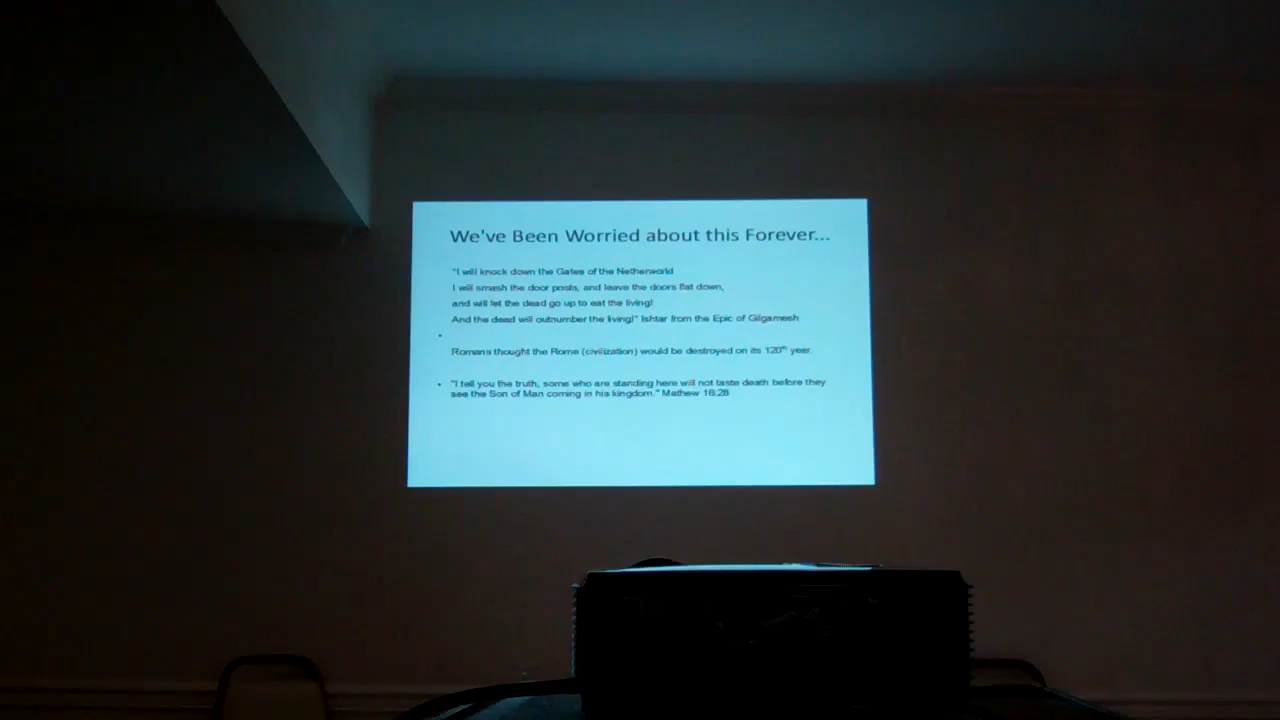 We've Been Worried about this Forever...
"I will knock down the Gates of the Netherworld
I will smash the door posts, and leave the doors flat down,
and will let the dead go up to eat the living!
And the dead will outnumber the living!" Ishtar from the Epic of Gilgamesh
•
Romans thought the Rome (civilization) would be destroyed on its 120th year.
• "I tell you the truth, some who are standing here will not taste death before they
see the Son of Man coming in his kingdom." Mathew 16:28